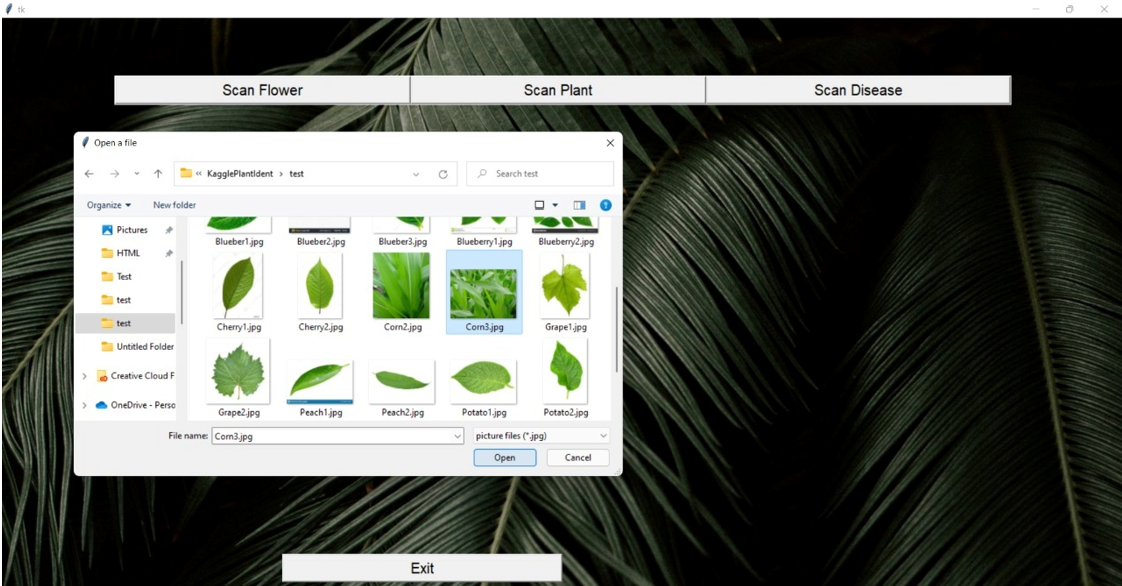 tk
Scan Flower Scan Plant Scan Disease
Open a file
« KagglePlantIdent > test
Search test
Organize New folder
Pictures
HTML
Test
test
test
Untitled Folder
Creative Cloud F
OneDrive - Perso
Blueber1.jpg Blueber2.jpg Blueber3.jpg Blueberry1.jpg Blueberry2.jpg
Cherry1.jpg Cherry2.jpg Corn2.jpg Corn3.jpg Grape1.jpg
Grape2.jpg Peach1.jpg Peach2.jpg Potato1.jpg Potato2.jpg
File name: Corn3.jpg picture files (*.jpg)
Open Cancel
Exit